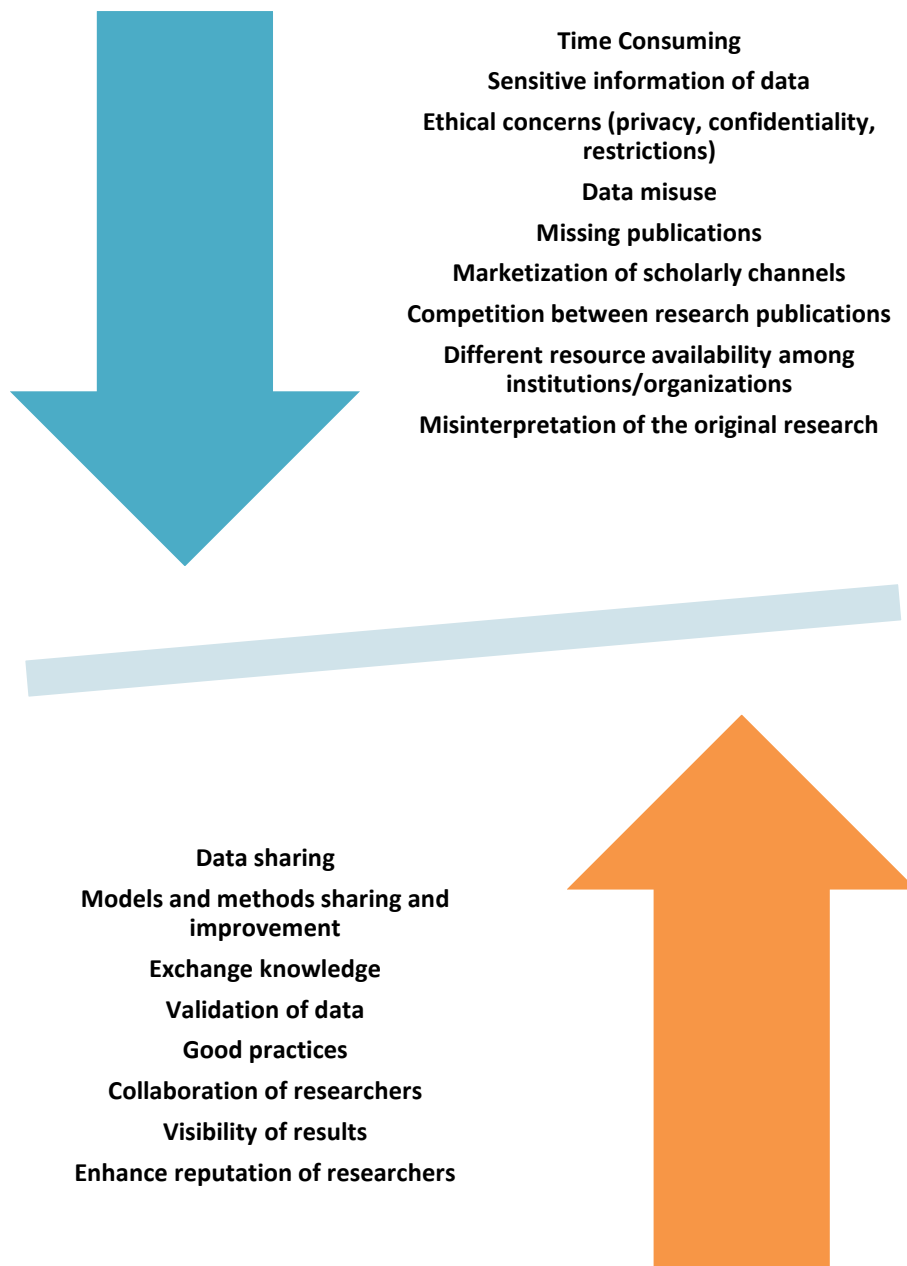 Time Consuming
Sensitive information of data
Ethical concerns (privacy, confidentiality,
restrictions)
Data misuse
Missing publications
Marketization of scholarly channels
Competition between research publications
Different resource availability among
institutions/organizations
Misinterpretation of the original research
Data sharing
Models and methods sharing and
improvement
Exchange knowledge
Validation of data
Good practices
Collaboration of researchers
Visibility of results
Enhance reputation of researchers